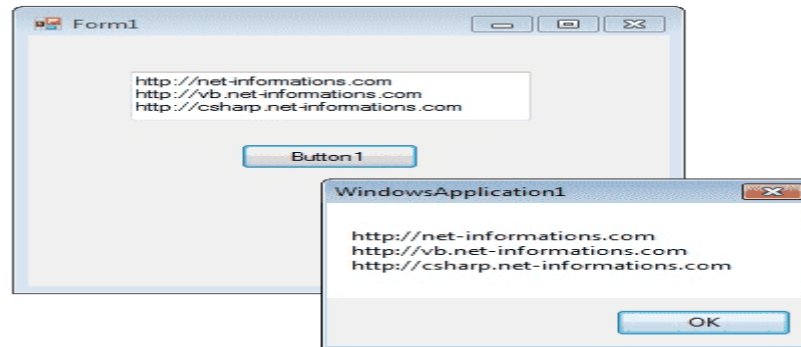 Form1
http://net-informations.com
http://vb.net-informations.com
http://csharp.net-informations.com
Button1
WindowsApplication1
http://net-informations.com
http://vb.net-informations.com
http://csharp.net-informations.com
OK